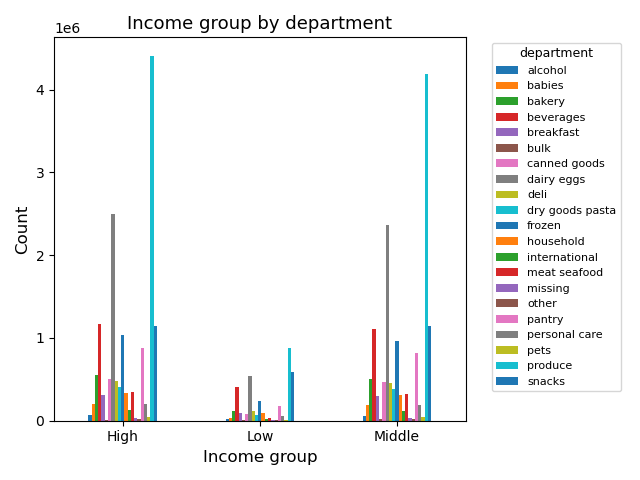 Income group by department
1e6
4
3
2
1
0
Count
High
Low
Middle
Income group
department
alcohol
babies
bakery
beverages
breakfast
bulk
canned goods
dairy eggs
deli
dry goods pasta
frozen
household
international
meat seafood
missing
other
pantry
personal care
pets
produce
snacks